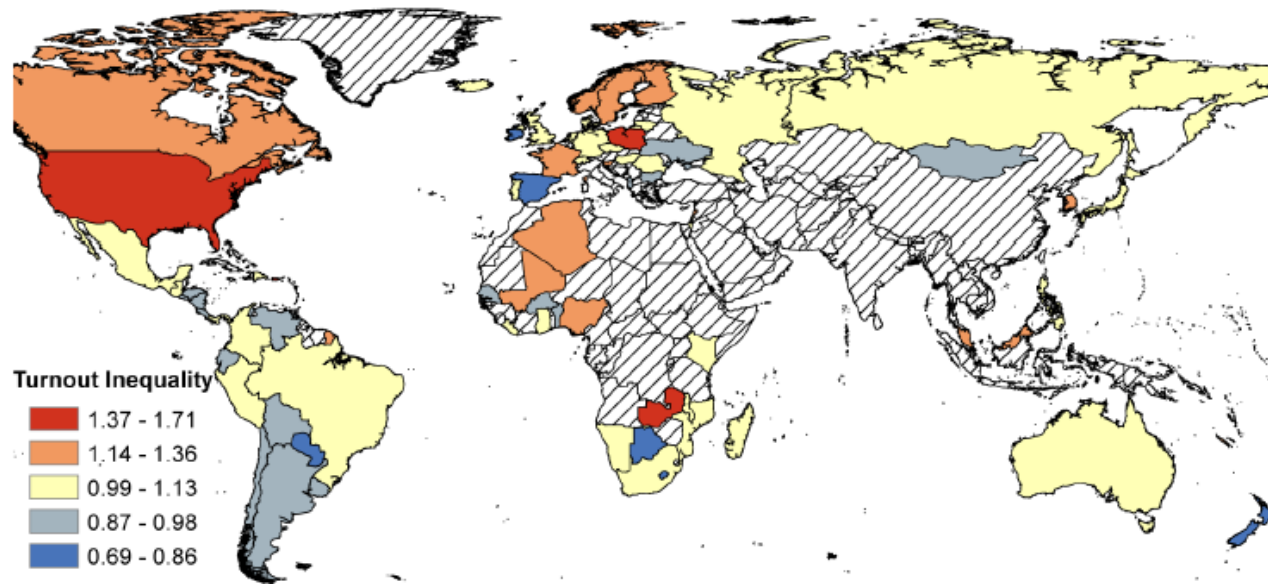 Turnout Inequality
1.37 - 1.71
1.14 - 1.36
0.99 - 1.13
0.87 - 0.98
0.69 - 0.86